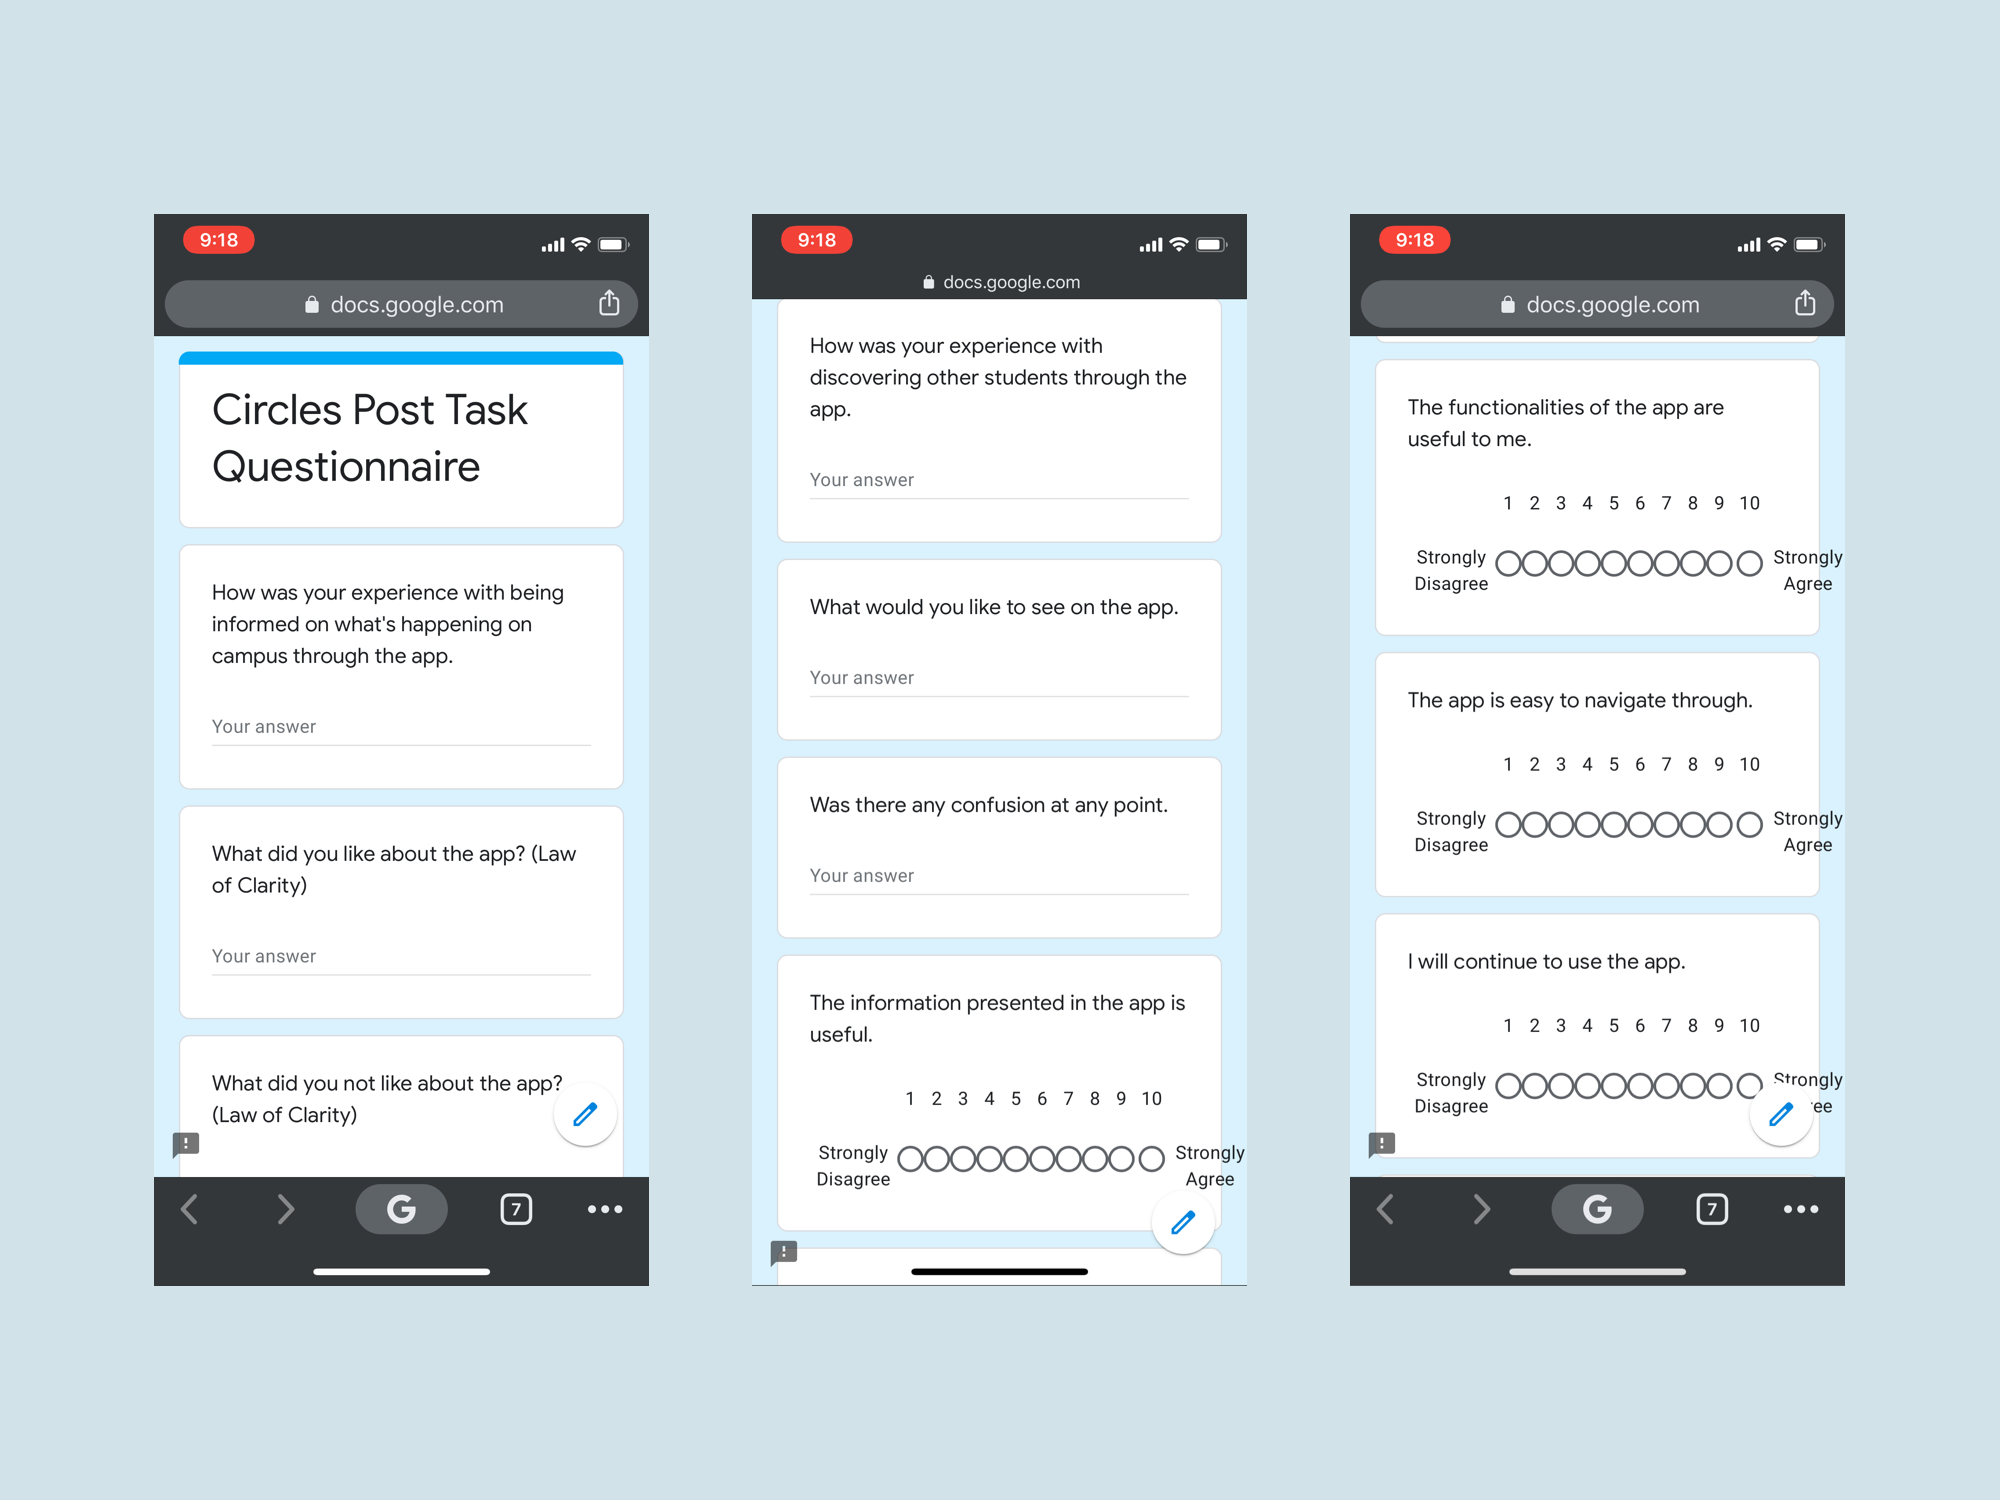 9:18
docs.google.com
Circles Post Task
Questionnaire
How was your experience with being
informed on what's happening on
campus through the app.
Your answer
What did you like about the app? (Law
of Clarity)
Your answer
What did you not like about the app?
(Law of Clarity)
!
G
7
9:18
docs.google.com
How was your experience with
discovering other students through the
app.
Your answer
What would you like to see on the app.
Your answer
Was there any confusion at any point.
Your answer
The information presented in the app is
useful.
1 2 3 4 5 6 7 8 9 10
Strongly Disagree
Strongly Agree
!
9:18
docs.google.com
The functionalities of the app are
useful to me.
1 2 3 4 5 6 7 8 9 10
Strongly Disagree
Strongly Agree
The app is easy to navigate through.
1 2 3 4 5 6 7 8 9 10
Strongly Disagree
Strongly Agree
I will continue to use the app.
1 2 3 4 5 6 7 8 9 10
Strongly Disagree
Strongly
!
G
7